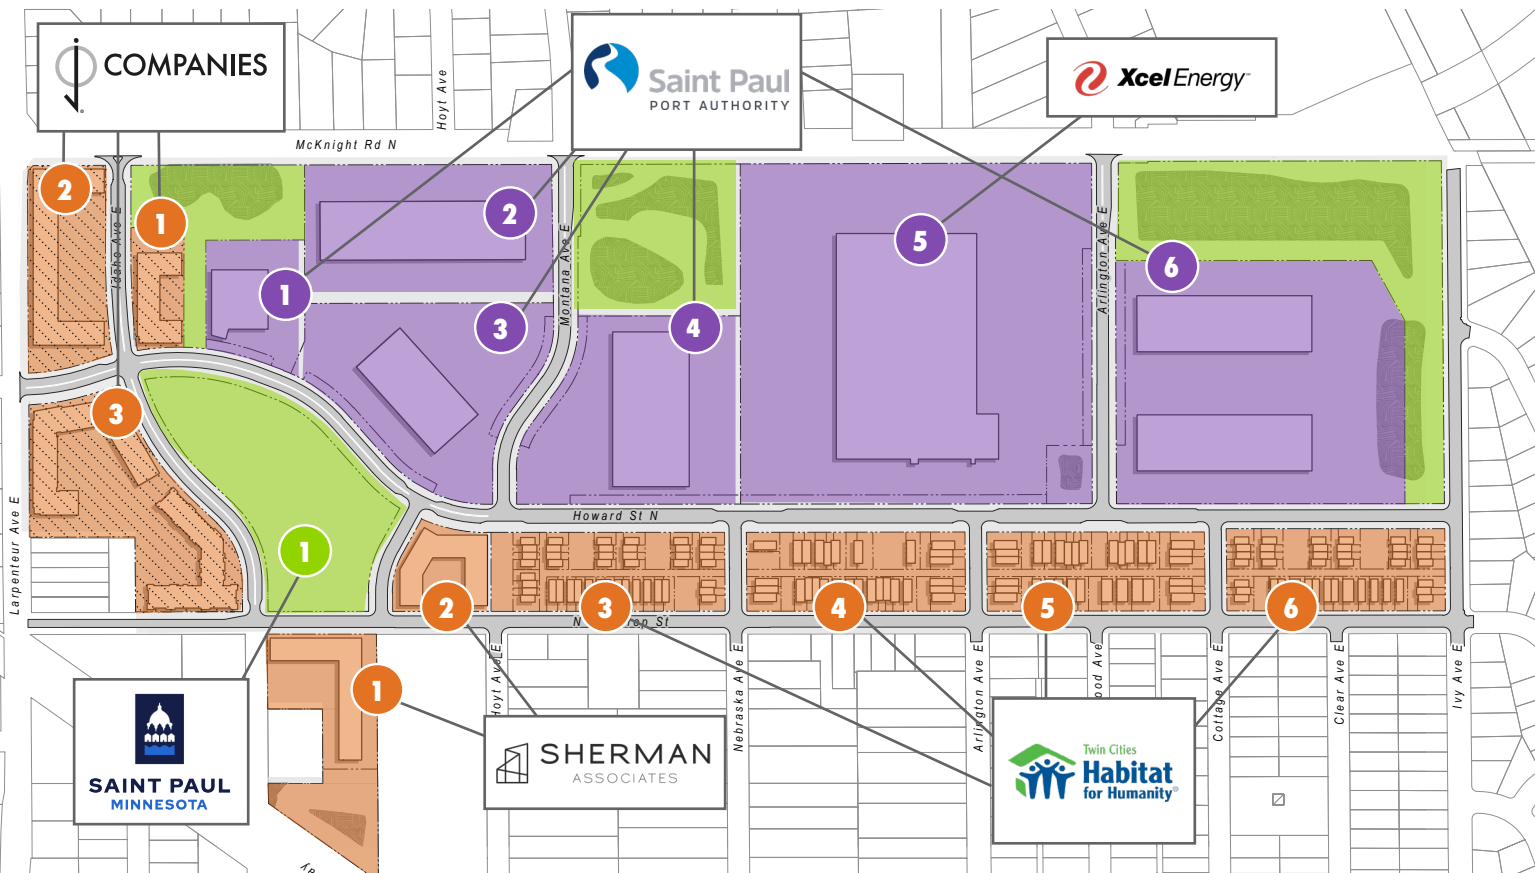 COMPANIES
Saint Paul
PORT AUTHORITY
Xcel Energy
Hoyt Ave
McKnight Rd N
2
1
Idaho Ave E
2
1
3
4
5
6
Montana Ave E
Arlington Ave E
3
Larpenteur Ave E
Howard St N
1
2
3
4
5
6
1
Hoyt Ave E
Nebraska Ave E
Arlington Ave E
Cottage Ave E
Clear Ave E
Ivy Ave E
SAINT PAUL
MINNESOTA
SHERMAN
ASSOCIATES
Twin Cities
Habitat
for Humanity®